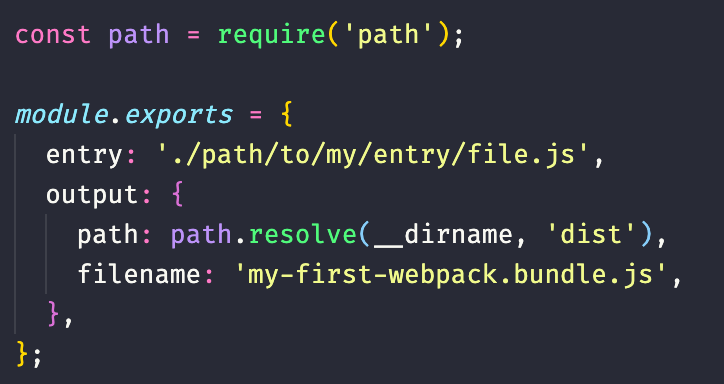 const path = require('path');

module.exports = {
  entry: './path/to/my/entry/file.js',
  output: {
    path: path.resolve(__dirname, 'dist'),
    filename: 'my-first-webpack.bundle.js',
  },
};